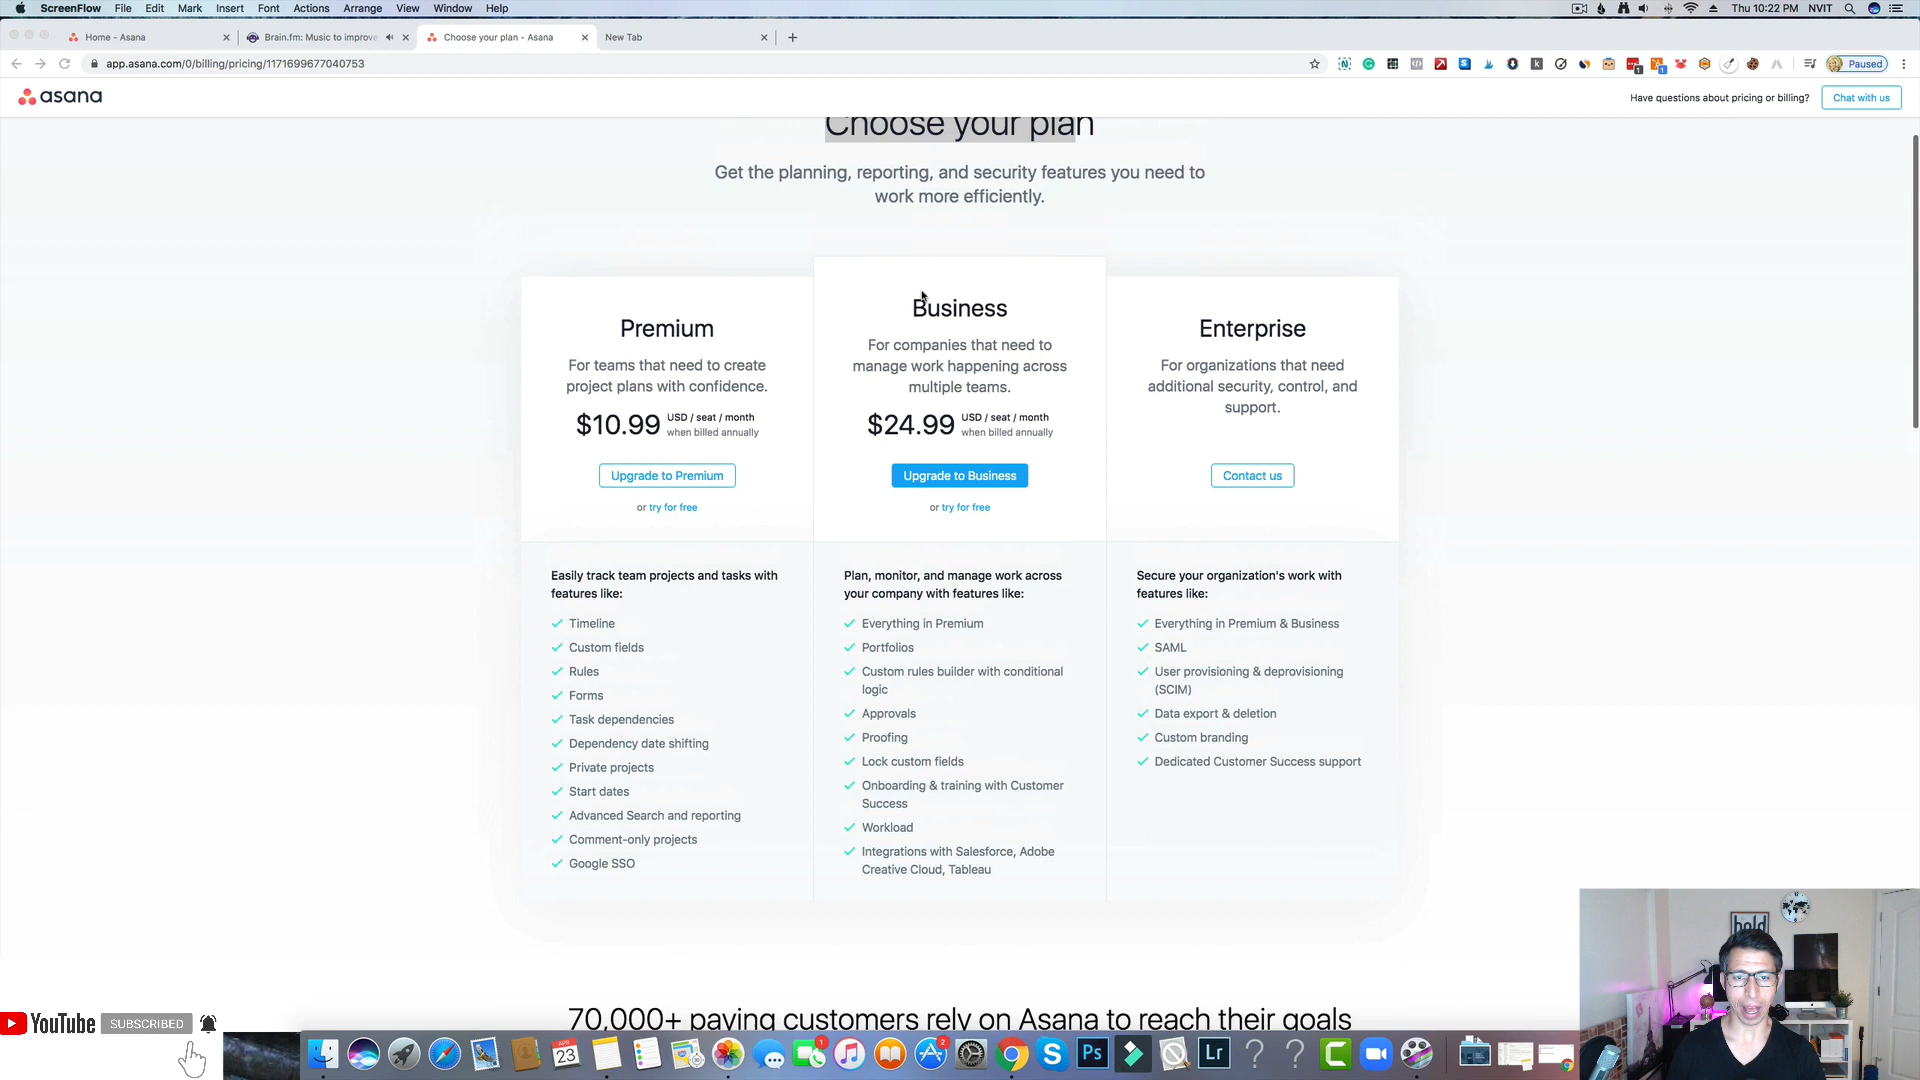 ScreenFlow File Edit Mark Insert Font Actions Arrange View Window Help
Thu 10:22 PM NVIT
Home - Asana
Brain.fm: Music to improve
Choose your plan - Asana
New Tab
app.asana.com/0/billing/pricing/1171699677040753
Paused
asana
Have questions about pricing or billing?
Chat with us
Choose your plan
Get the planning, reporting, and security features you need to
work more efficiently.
Premium
For teams that need to create
project plans with confidence.
$10.99 USD / seat / month
when billed annually
Upgrade to Premium
or try for free
Easily track team projects and tasks with
features like:
Timeline
Custom fields
Rules
Forms
Task dependencies
Dependency date shifting
Private projects
Start dates
Advanced Search and reporting
Comment-only projects
Google SSO
Business
For companies that need to
manage work happening across
multiple teams.
$24.99 USD / seat / month
when billed annually
Upgrade to Business
or try for free
Plan, monitor, and manage work across
your company with features like:
Everything in Premium
Portfolios
Custom rules builder with conditional
logic
Approvals
Proofing
Lock custom fields
Onboarding & training with Customer
Success
Workload
Integrations with Salesforce, Adobe
Creative Cloud, Tableau
Enterprise
For organizations that need
additional security, control, and
support.
Contact us
Secure your organization's work with
features like:
Everything in Premium & Business
SAML
User provisioning & deprovisioning
(SCIM)
Data export & deletion
Custom branding
Dedicated Customer Success support
70,000+ paying customers rely on Asana to reach their goals
YouTube SUBSCRIBED
APR
23
1
2
Ps
Lr
hold